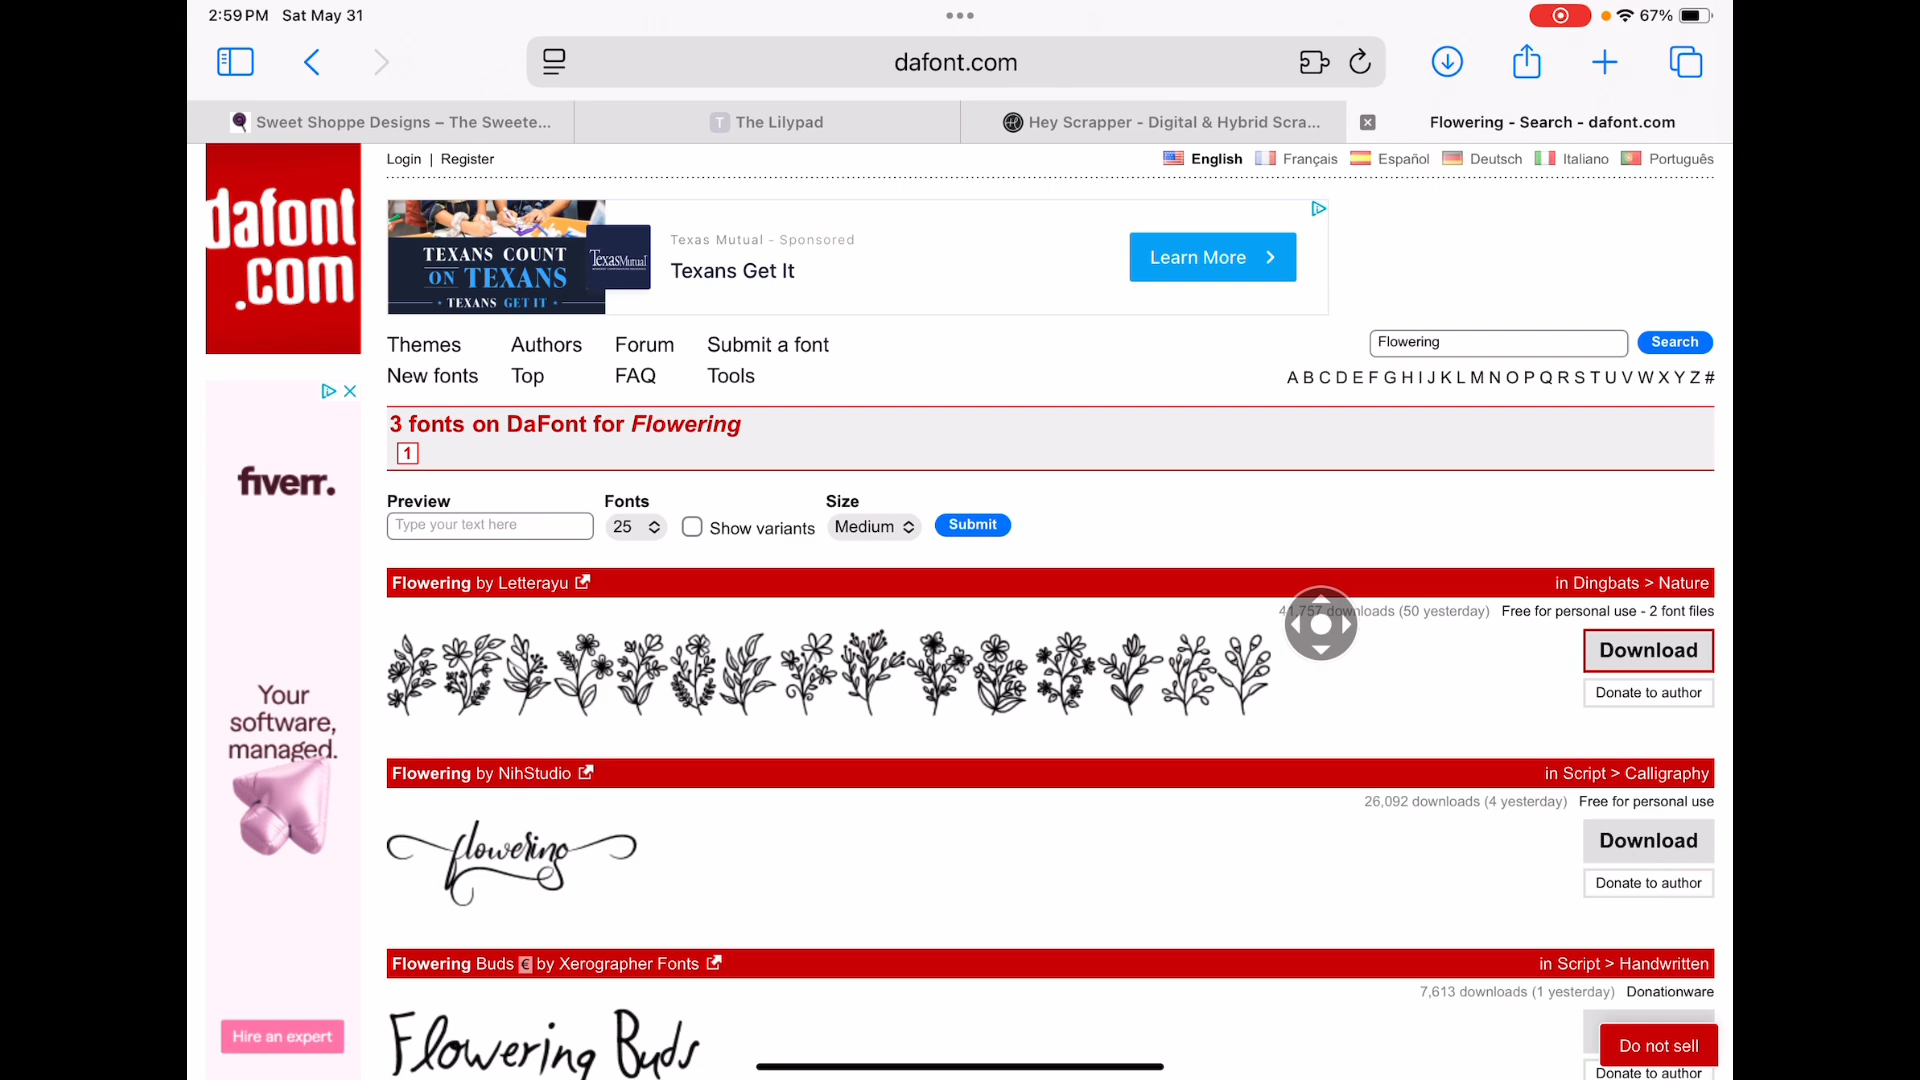 2:59 PM Sat May 31
67%
dafont.com
Sweet Shoppe Designs – The Sweete...
T The Lilypad
Hey Scrapper - Digital & Hybrid Scra...
Flowering - Search - dafont.com
dafont
.com
Login | Register
English Français Español Deutsch Italiano Português
TEXANS COUNT
ON TEXANS
TEXANS GET IT
TexasMutual
Texas Mutual - Sponsored
Texans Get It
Learn More
Themes Authors Forum Submit a font
New fonts Top FAQ Tools
Flowering
Search
A B C D E F G H I J K L M N O P Q R S T U V W X Y Z #
3 fonts on DaFont for Flowering
1
Preview Fonts Size
Type your text here 25 Show variants Medium Submit
Flowering by Letterayu
in Dingbats > Nature
41,757 downloads (50 yesterday) Free for personal use - 2 font files
Download
Donate to author
Flowering by NihStudio
in Script > Calligraphy
26,092 downloads (4 yesterday) Free for personal use
flowering
Download
Donate to author
Flowering Buds € by Xerographer Fonts
in Script > Handwritten
7,613 downloads (1 yesterday) Donationware
Flowering Buds
Do not sell
Donate to author
fiverr.
Your
software,
managed.
Hire an expert